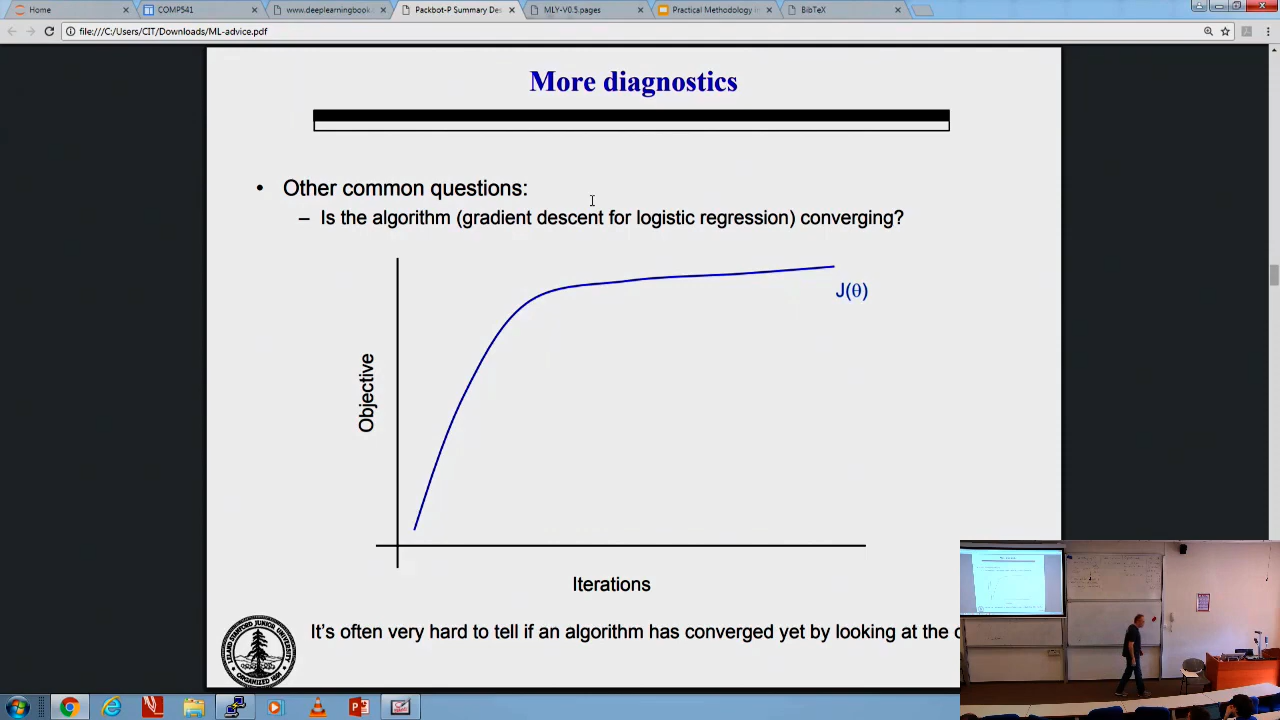 Home
COMP541
www.deeplearningbook.
Packbot-P Summary Des
MLY-V0.5.pages
Practical Methodology in
BibTeX
file:///C:/Users/CIT/Downloads/ML-advice.pdf
More diagnostics
• Other common questions:
– Is the algorithm (gradient descent for logistic regression) converging?
J(θ)
Objective
Iterations
It's often very hard to tell if an algorithm has converged yet by looking at the